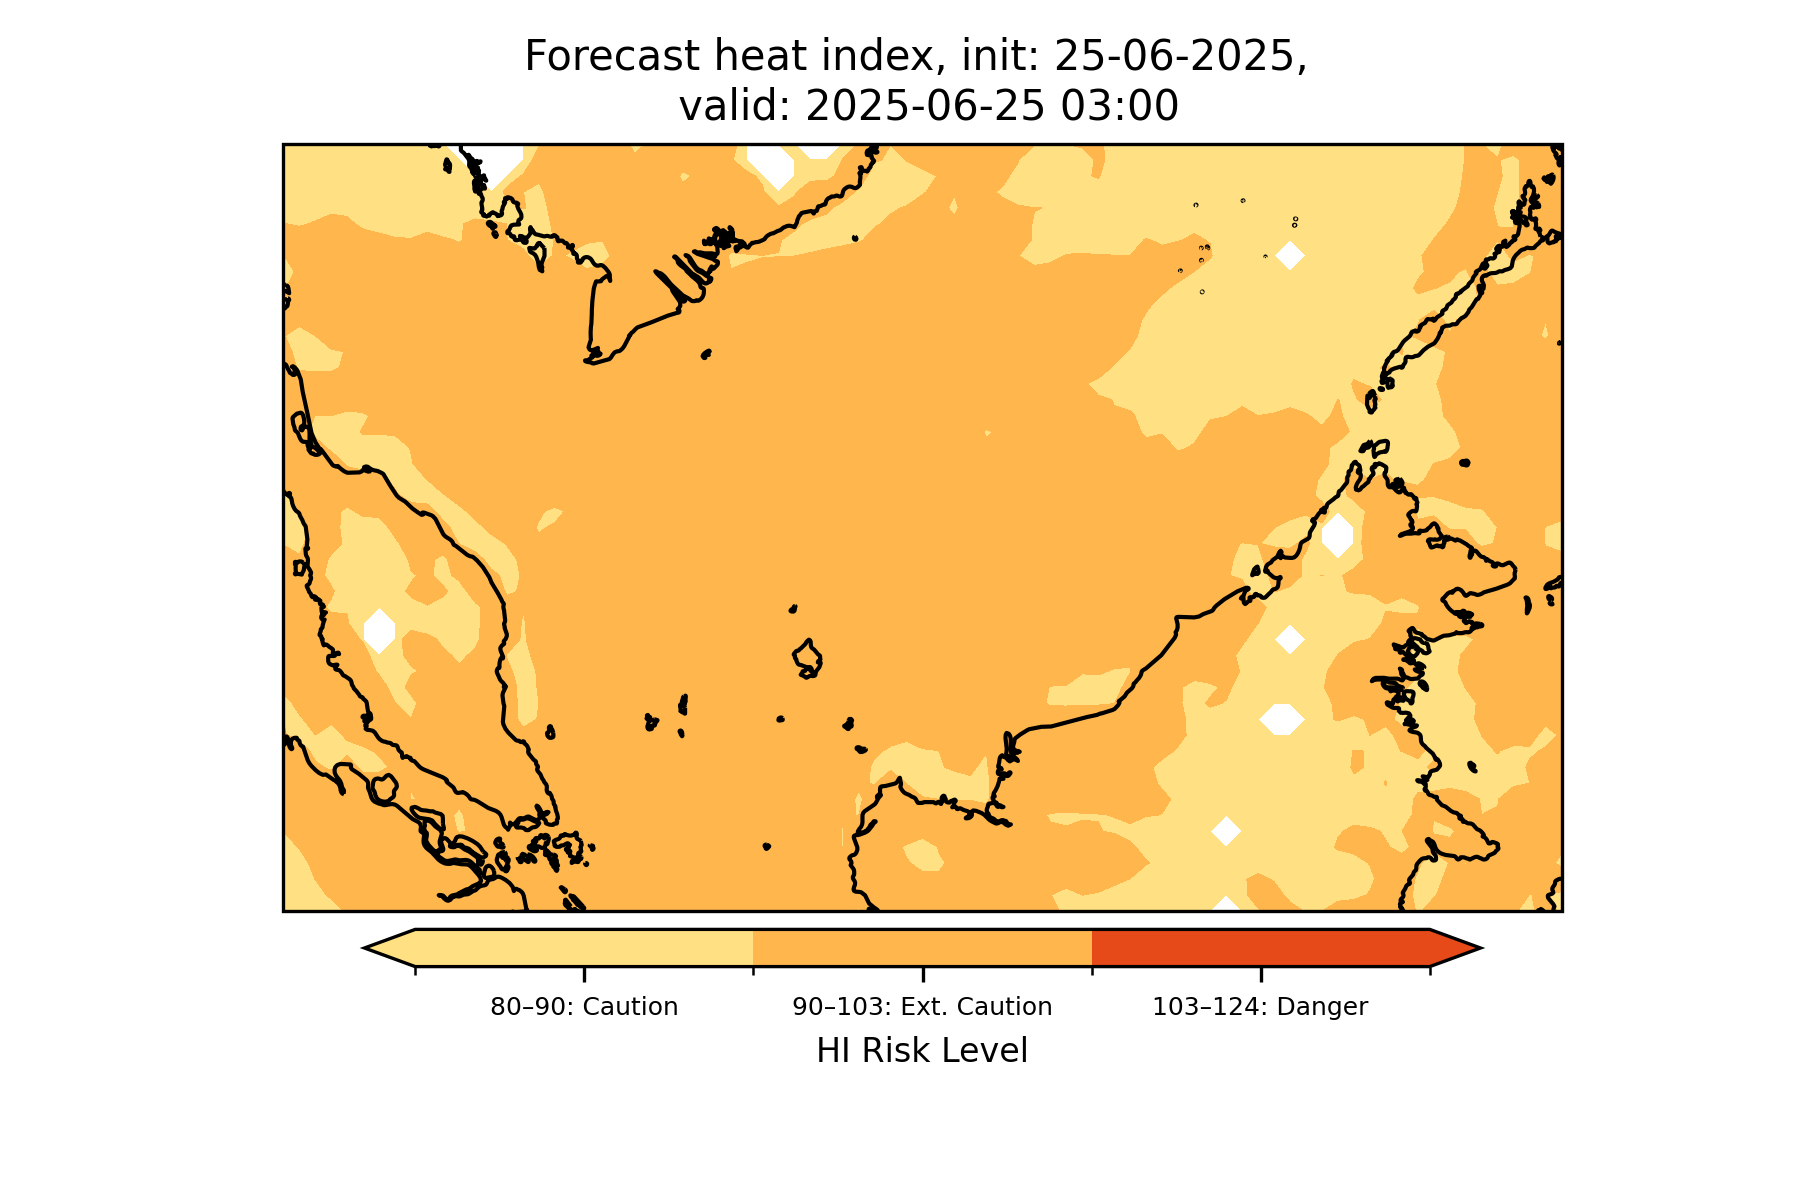 Forecast heat index, init: 25-06-2025,
valid: 2025-06-25 03:00
80–90: Caution
90–103: Ext. Caution
103–124: Danger
HI Risk Level